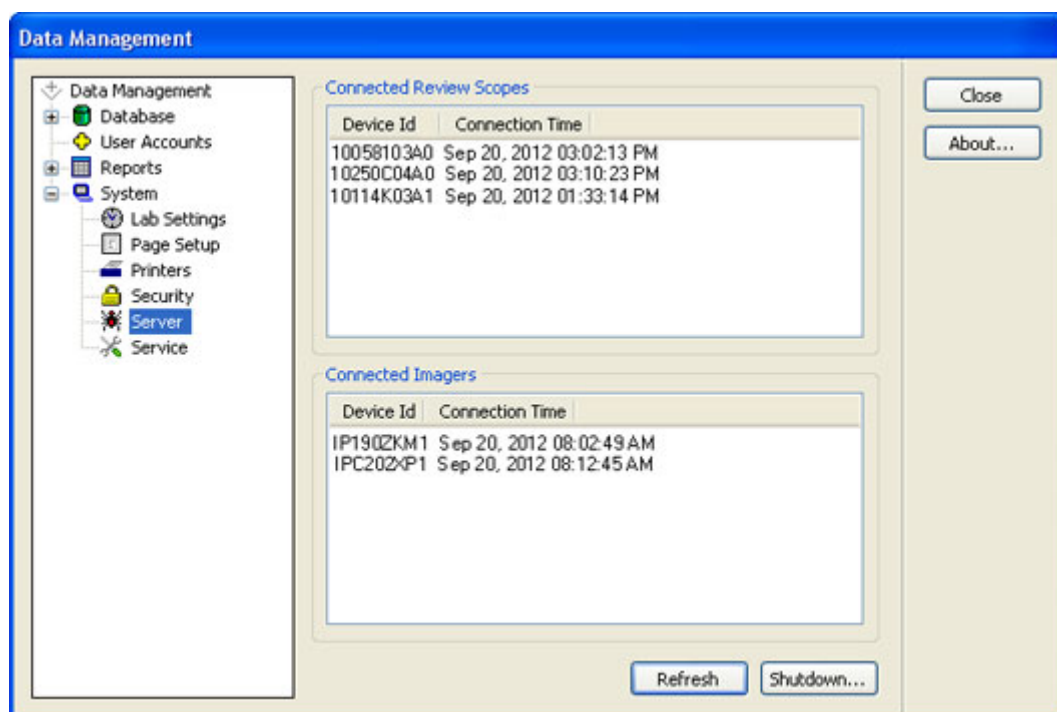 Data Management
Data Management
Database
User Accounts
Reports
System
Lab Settings
Page Setup
Printers
Security
Server
Service
Connected Review Scopes
Device Id Connection Time
10058103A0 Sep 20, 2012 03:02:13 PM
10250C04A0 Sep 20, 2012 03:10:23 PM
10114K03A1 Sep 20, 2012 01:33:14 PM
Connected Imagers
Device Id Connection Time
IP190ZKM1 Sep 20, 2012 08:02:49 AM
IPC202XP1 Sep 20, 2012 08:12:45 AM
Refresh
Shutdown...
Close
About...